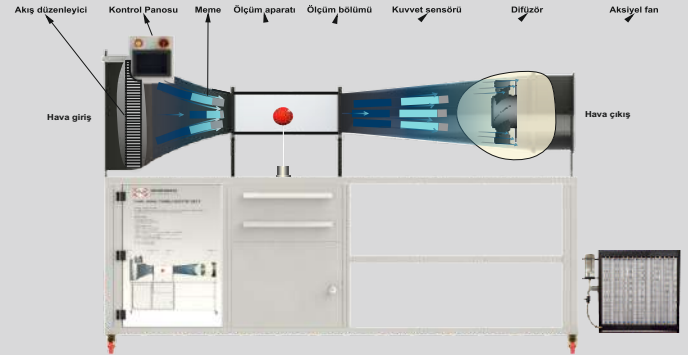 Akış düzenleyici
Kontrol Panosu
Meme
Ölçüm aparatı
Ölçüm bölümü
Kuvvet sensörü
Difüzör
Aksiyel fan
Hava giriş
Hava çıkış